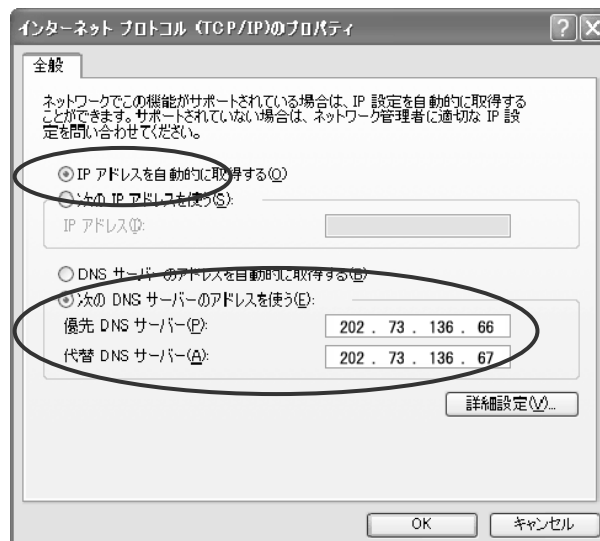 インターネット プロトコル (TCP/IP)のプロパティ
全般
ネットワークでこの機能がサポートされている場合は、IP 設定を自動的に取得する
ことができます。サポートされていない場合は、ネットワーク管理者に適切な IP 設
定を問い合わせてください。
IP アドレスを自動的に取得する(O)
次の IP アドレスを使う(S):
IP アドレス(I):
DNS サーバーのアドレスを自動的に取得する(B)
次の DNS サーバーのアドレスを使う(E):
優先 DNS サーバー(P): 202 . 73 . 136 . 66
代替 DNS サーバー(A): 202 . 73 . 136 . 67
詳細設定(V)...
OK キャンセル